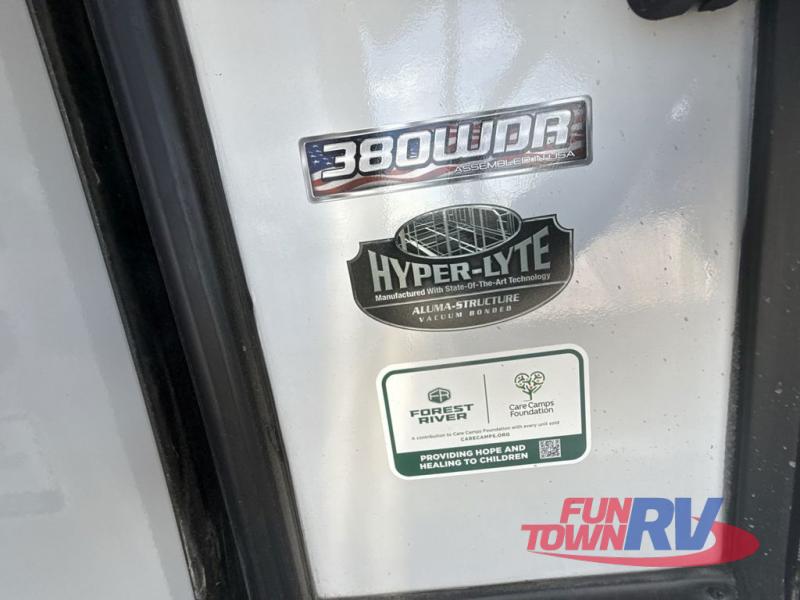 380WDR
ASSEMBLED IN USA
HYPER-LYTE
Manufactured With State-Of-The-Art Technology
ALUMA-STRUCTURE
VACUUM BONDED
FR
FOREST RIVER
Care Camps Foundation
A contribution to Care Camps Foundation with every unit sold
CARECAMPS.ORG
PROVIDING HOPE AND
HEALING TO CHILDREN
FUN
TOWN RV